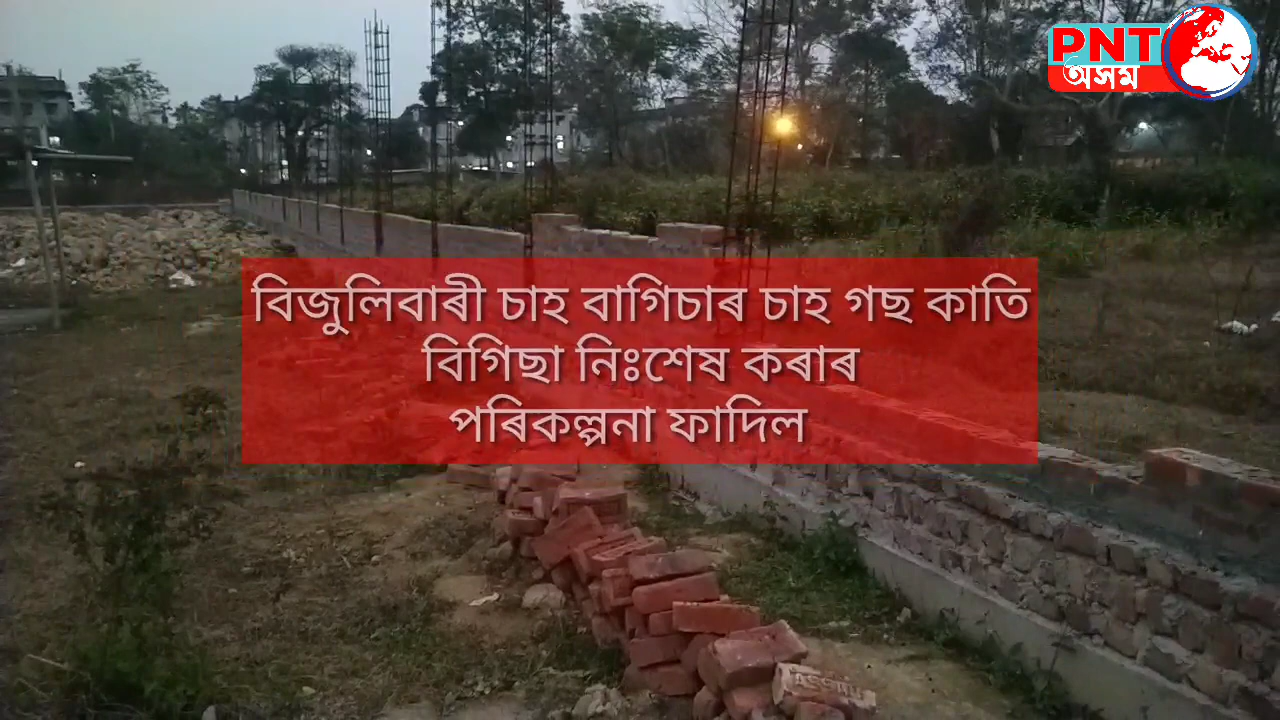 PNT
অসম
বিজুলিবাৰী চাহ বাগিচাৰ চাহ গছ কাতি
বিগিছা নিঃশেষ কৰাৰ
পৰিকল্পনা ফাদিল